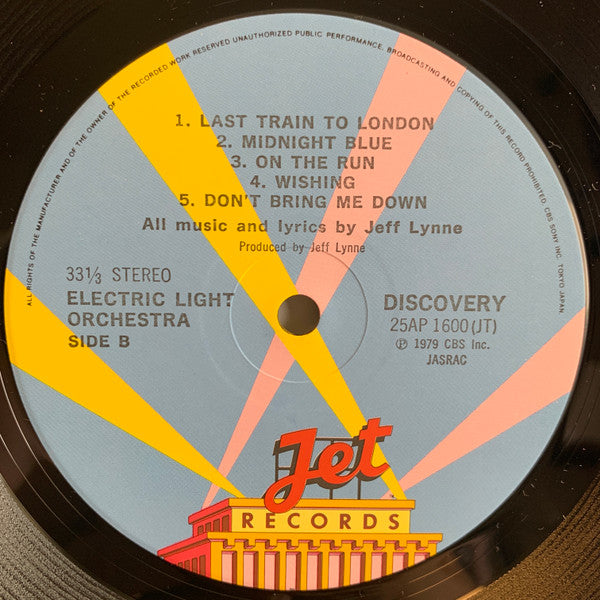 ALL RIGHTS OF THE MANUFACTURER AND OF THE OWNER OF THE RECORDED WORK RESERVED UNAUTHORIZED PUBLIC PERFORMANCE, BROADCASTING AND COPYING OF THIS RECORD PROHIBITED. CBS SONY INC. TOKYO JAPAN
1. LAST TRAIN TO LONDON
2. MIDNIGHT BLUE
3. ON THE RUN
4. WISHING
5. DON'T BRING ME DOWN
All music and lyrics by Jeff Lynne
Produced by Jeff Lynne
33⅓ STEREO
ELECTRIC LIGHT
ORCHESTRA
SIDE B
DISCOVERY
25AP 1600(JT)
℗ 1979 CBS Inc.
JASRAC
Jet
RECORDS